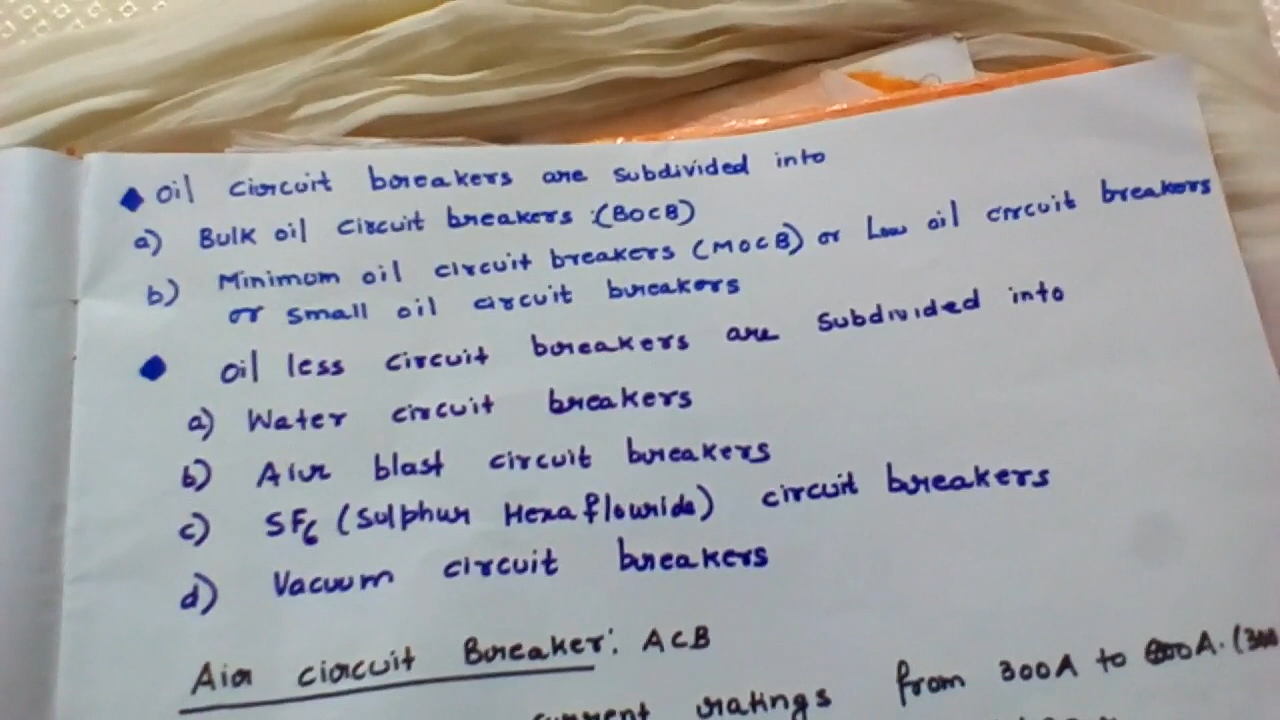 ◆ oil circuit breakers are subdivided into
a) Bulk oil circuit breakers :(BOCB)
b) Minimum oil circuit breakers (MOCB) or Low oil circuit breakers
or small oil circuit breakers
● oil less circuit breakers are subdivided into
a) Water circuit breakers
b) Air blast circuit breakers
c) SF6 (Sulphur Hexa flouride) circuit breakers
d) Vacuum circuit breakers
Air circuit Breaker: ACB
current ratings from 300A to